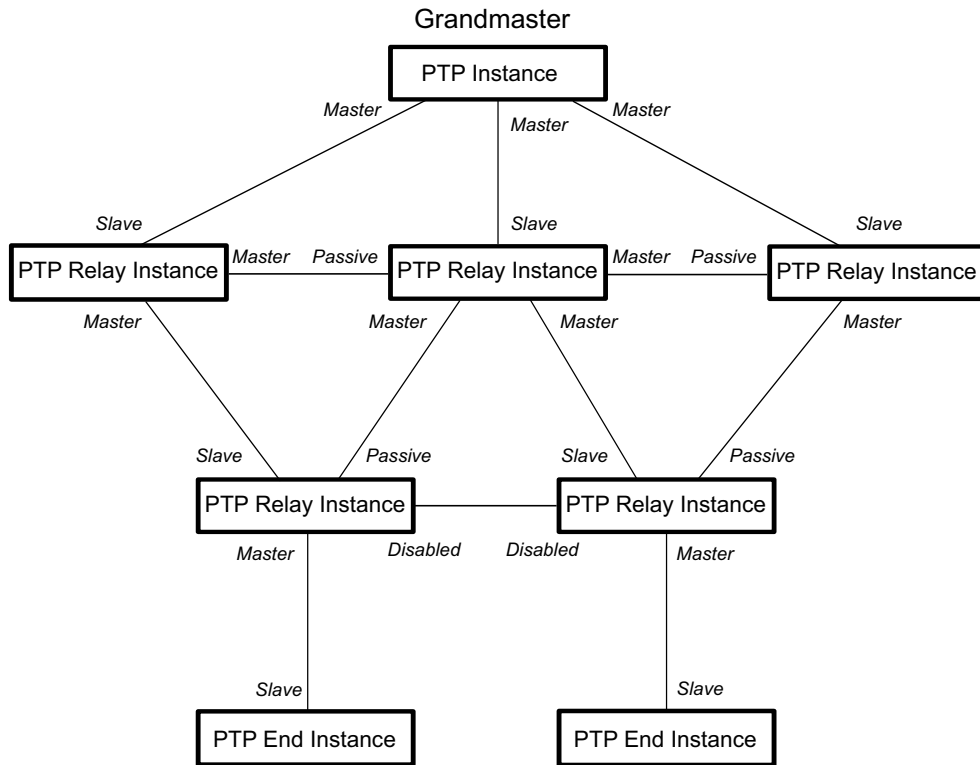 Grandmaster
PTP Instance
Master
Master
Master
Slave
Slave
Slave
PTP Relay Instance
Master
Passive
PTP Relay Instance
Master
Passive
PTP Relay Instance
Master
Master
Master
Master
Slave
Passive
Slave
Passive
PTP Relay Instance
PTP Relay Instance
Master
Disabled
Disabled
Master
Slave
Slave
PTP End Instance
PTP End Instance